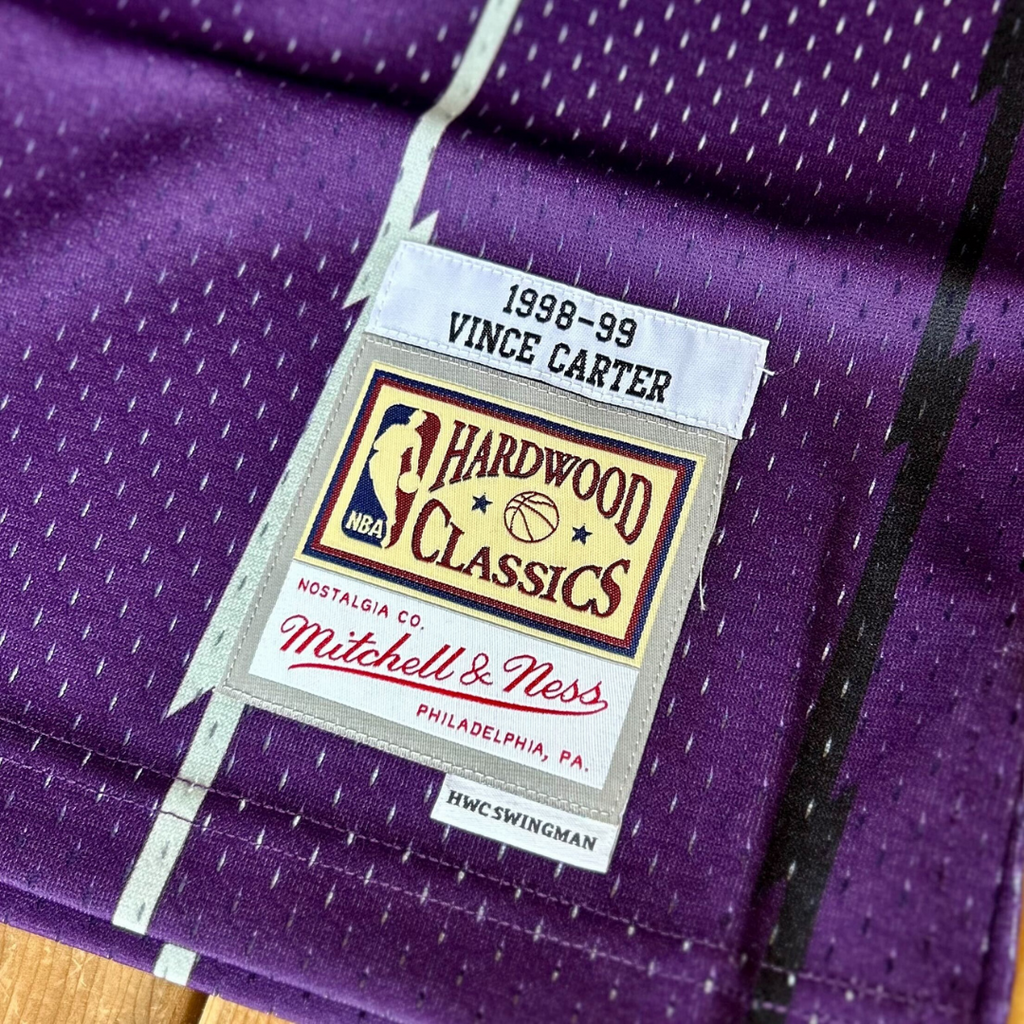 1998-99
VINCE CARTER
HARDWOOD
CLASSICS
NBA
NOSTALGIA CO.
Mitchell & Ness
PHILADELPHIA, PA.
HWC SWINGMAN